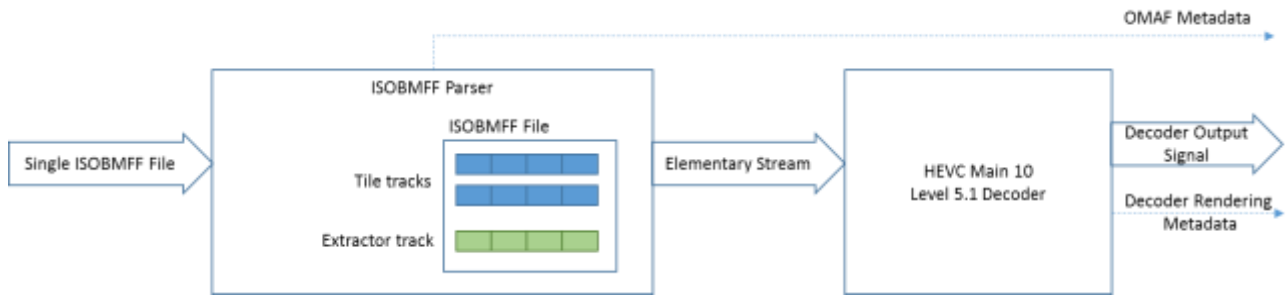 OMAF Metadata
ISOBMFF Parser
ISOBMFF File
Single ISOBMFF File
Tile tracks
Extractor track
Elementary Stream
HEVC Main 10
Level 5.1 Decoder
Decoder Output
Signal
Decoder Rendering
Metadata